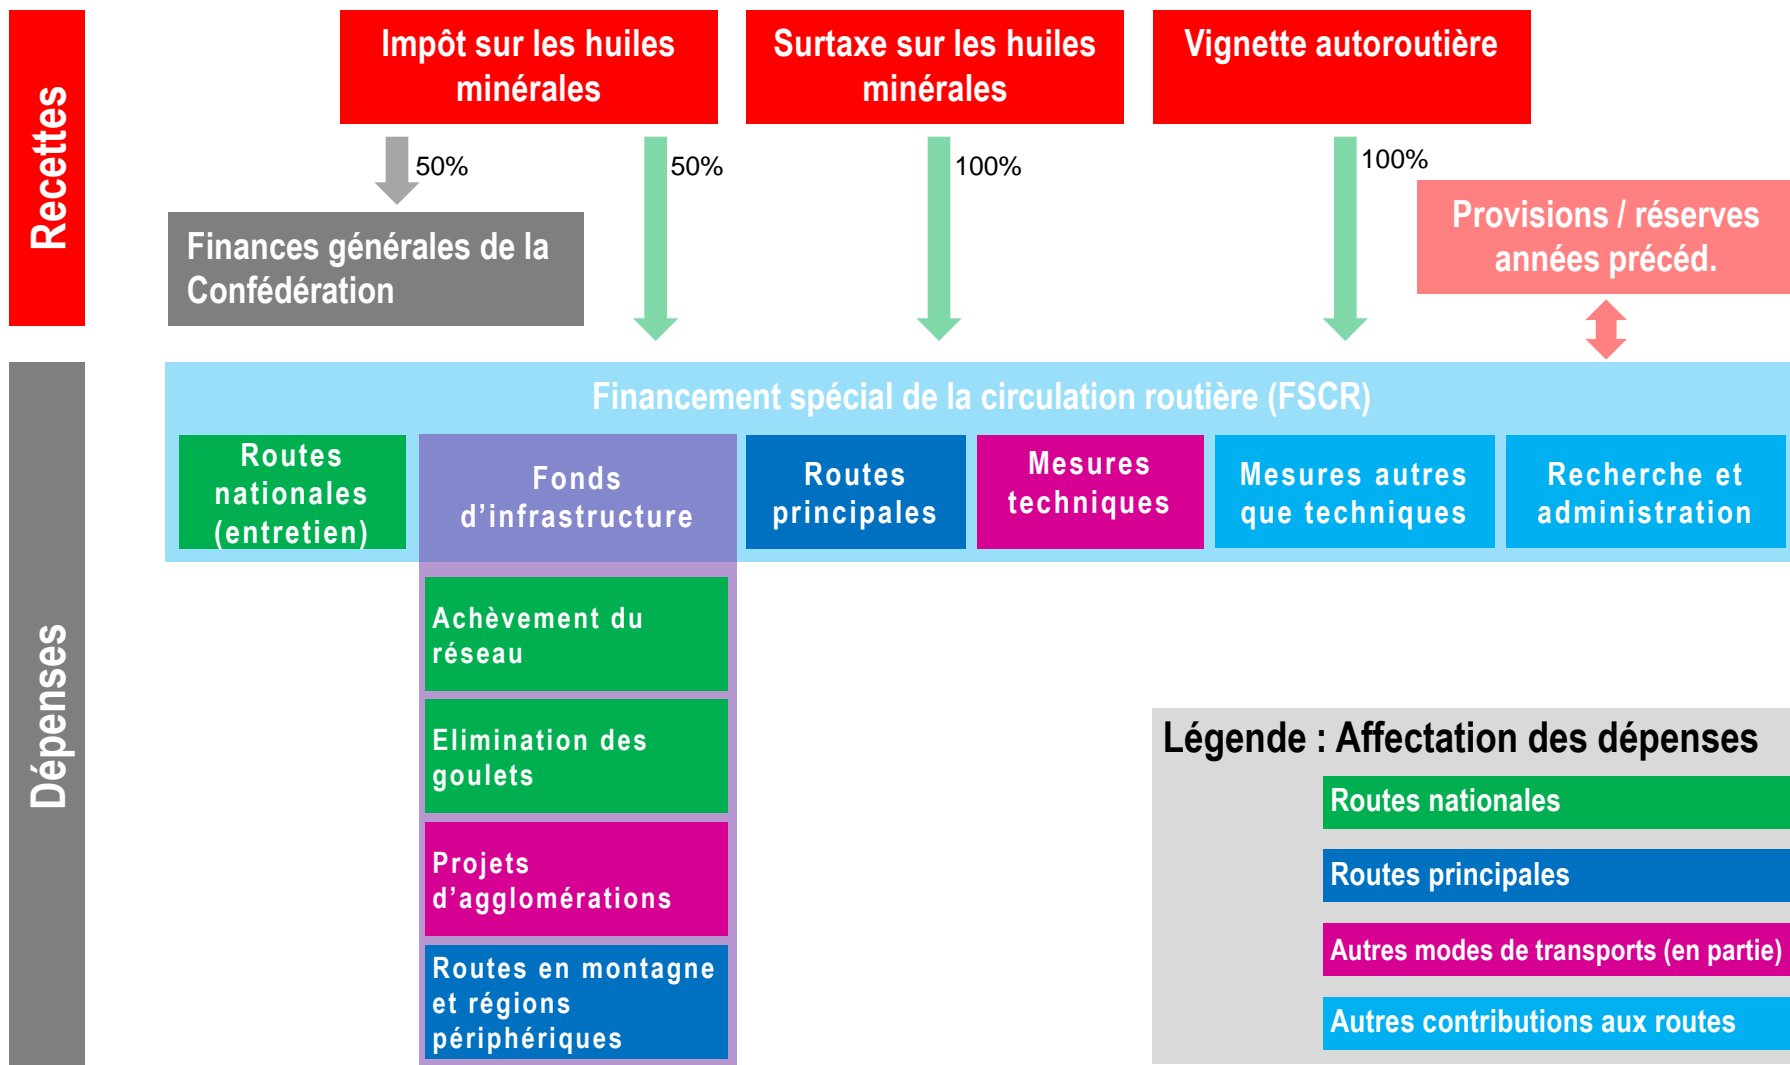 Recettes
Impôt sur les huiles
minérales
Surtaxe sur les huiles
minérales
Vignette autoroutière
50%
50%
100%
100%
Finances générales de la
Confédération
Provisions / réserves
années précéd.
Dépenses
Financement spécial de la circulation routière (FSCR)
Routes
nationales
(entretien)
Fonds
d’infrastructure
Routes
principales
Mesures
techniques
Mesures autres
que techniques
Recherche et
administration
Achèvement du
réseau
Elimination des
goulets
Projets
d’agglomérations
Routes en montagne
et régions
périphériques
Légende : Affectation des dépenses
Routes nationales
Routes principales
Autres modes de transports (en partie)
Autres contributions aux routes